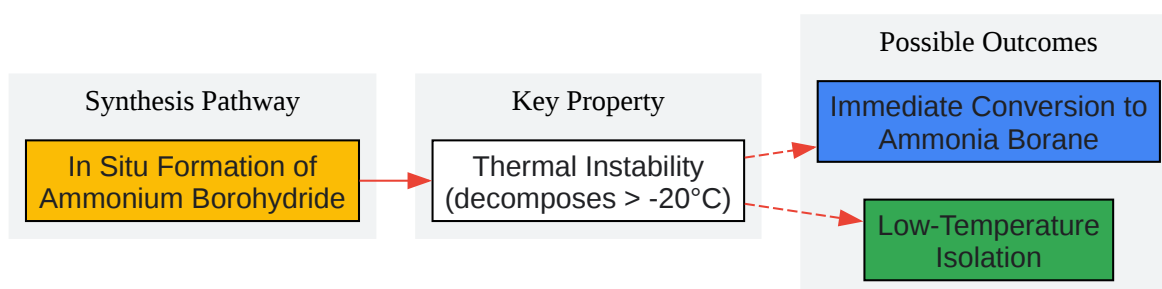 Synthesis Pathway
In Situ Formation of
Ammonium Borohydride
Key Property
Thermal Instability
(decomposes > -20°C)
Possible Outcomes
Immediate Conversion to
Ammonia Borane
Low-Temperature
Isolation